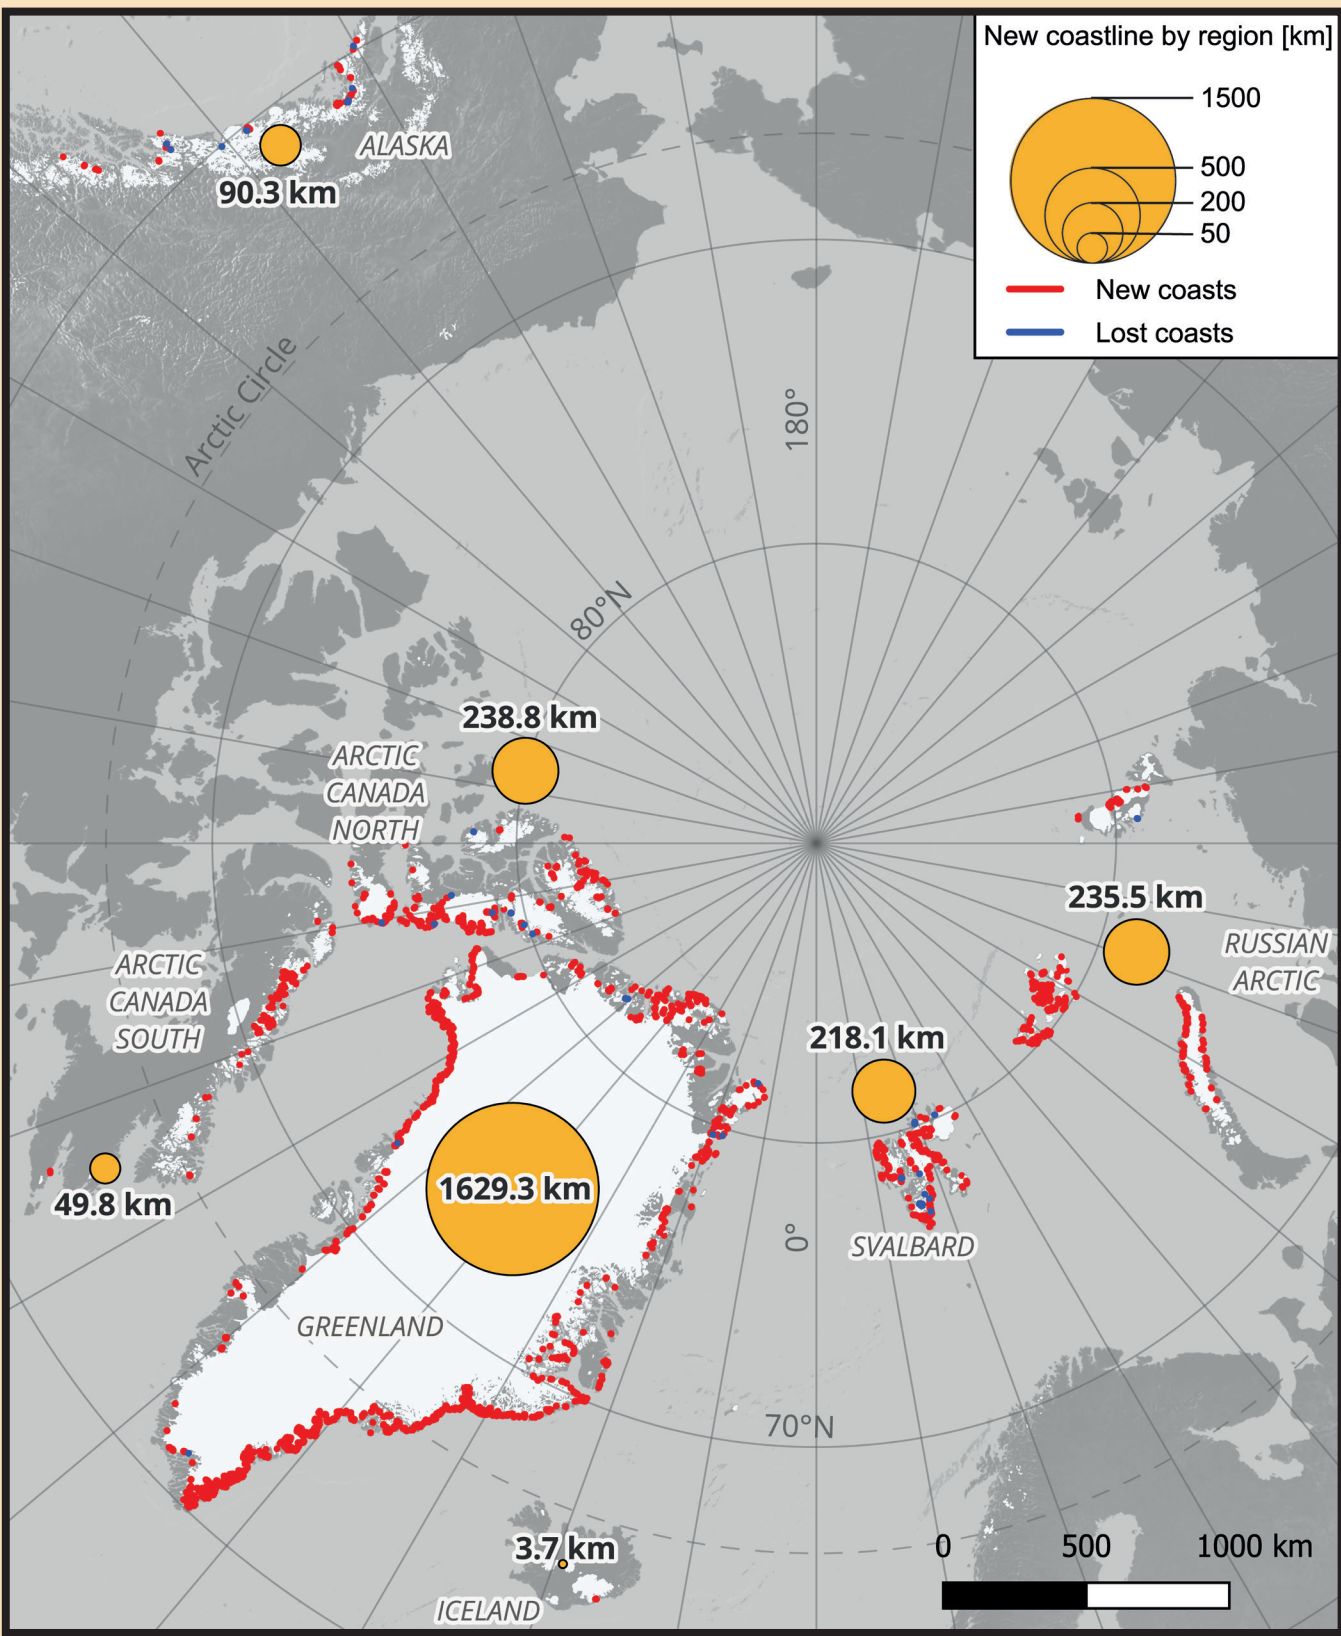 New coastline by region [km]
1500
500
200
50
New coasts
Lost coasts
ALASKA
90.3 km
Arctic Circle
180°
80°N
238.8 km
ARCTIC
CANADA
NORTH
235.5 km
RUSSIAN
ARCTIC
ARCTIC
CANADA
SOUTH
218.1 km
49.8 km
1629.3 km
0°
SVALBARD
GREENLAND
70°N
3.7 km
ICELAND
0 500 1000 km